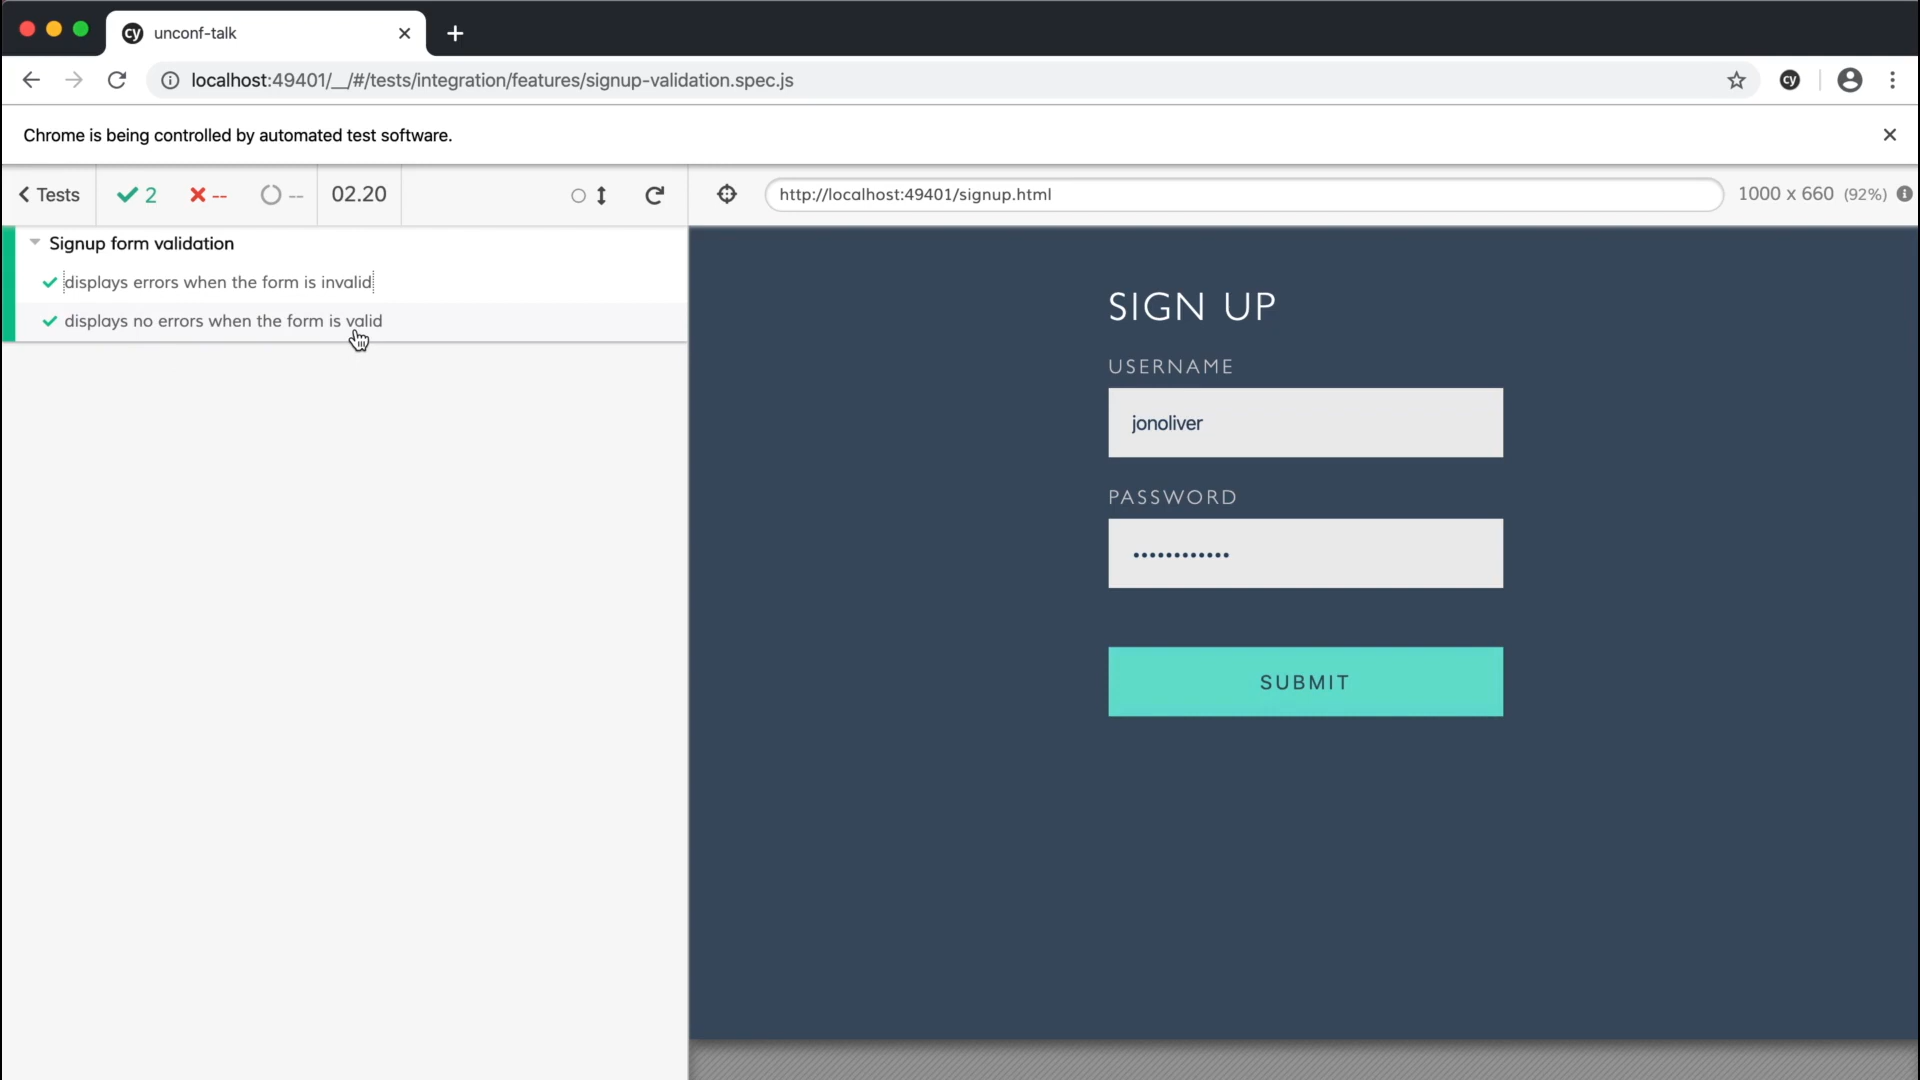 cy unconf-talk
localhost:49401/__/#/tests/integration/features/signup-validation.spec.js
cy
Chrome is being controlled by automated test software.
Tests 2 -- -- 02.20
http://localhost:49401/signup.html 1000 x 660 (92%)
Signup form validation
displays errors when the form is invalid
displays no errors when the form is valid
SIGN UP
USERNAME
jonoliver
PASSWORD
••••••••••••
SUBMIT